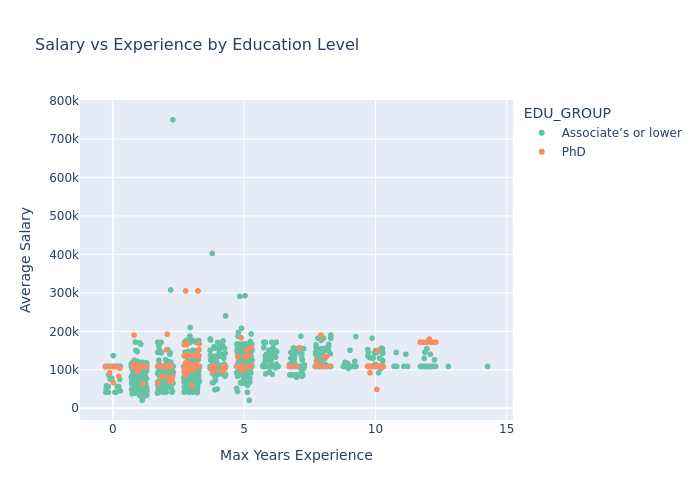 Salary vs Experience by Education Level
EDU_GROUP
Associate’s or lower
PhD
Average Salary
800k
700k
600k
500k
400k
300k
200k
100k
0
0
5
10
15
Max Years Experience